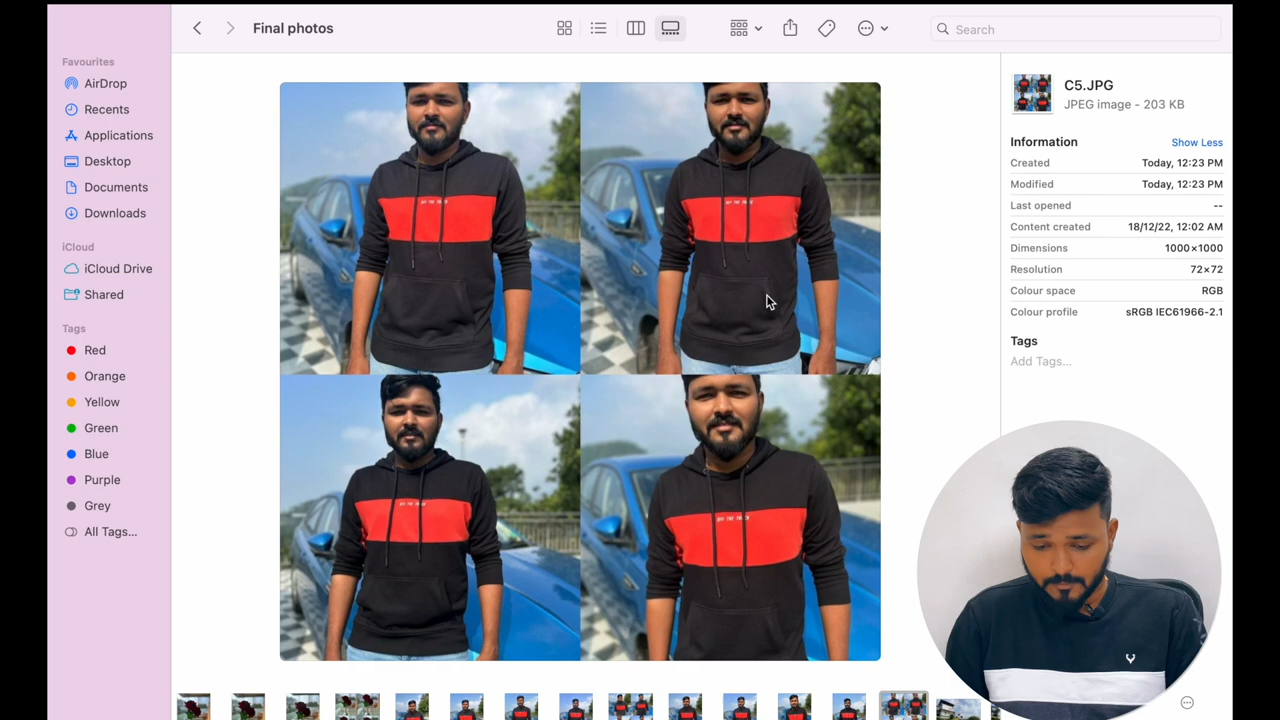 Final photos
Search
Favourites
AirDrop
Recents
Applications
Desktop
Documents
Downloads
iCloud
iCloud Drive
Shared
Tags
Red
Orange
Yellow
Green
Blue
Purple
Grey
All Tags...
C5.JPG
JPEG image - 203 KB
Information
Show Less
Created
Today, 12:23 PM
Modified
Today, 12:23 PM
Last opened
--
Content created
18/12/22, 12:02 AM
Dimensions
1000×1000
Resolution
72×72
Colour space
RGB
Colour profile
sRGB IEC61966-2.1
Tags
Add Tags...